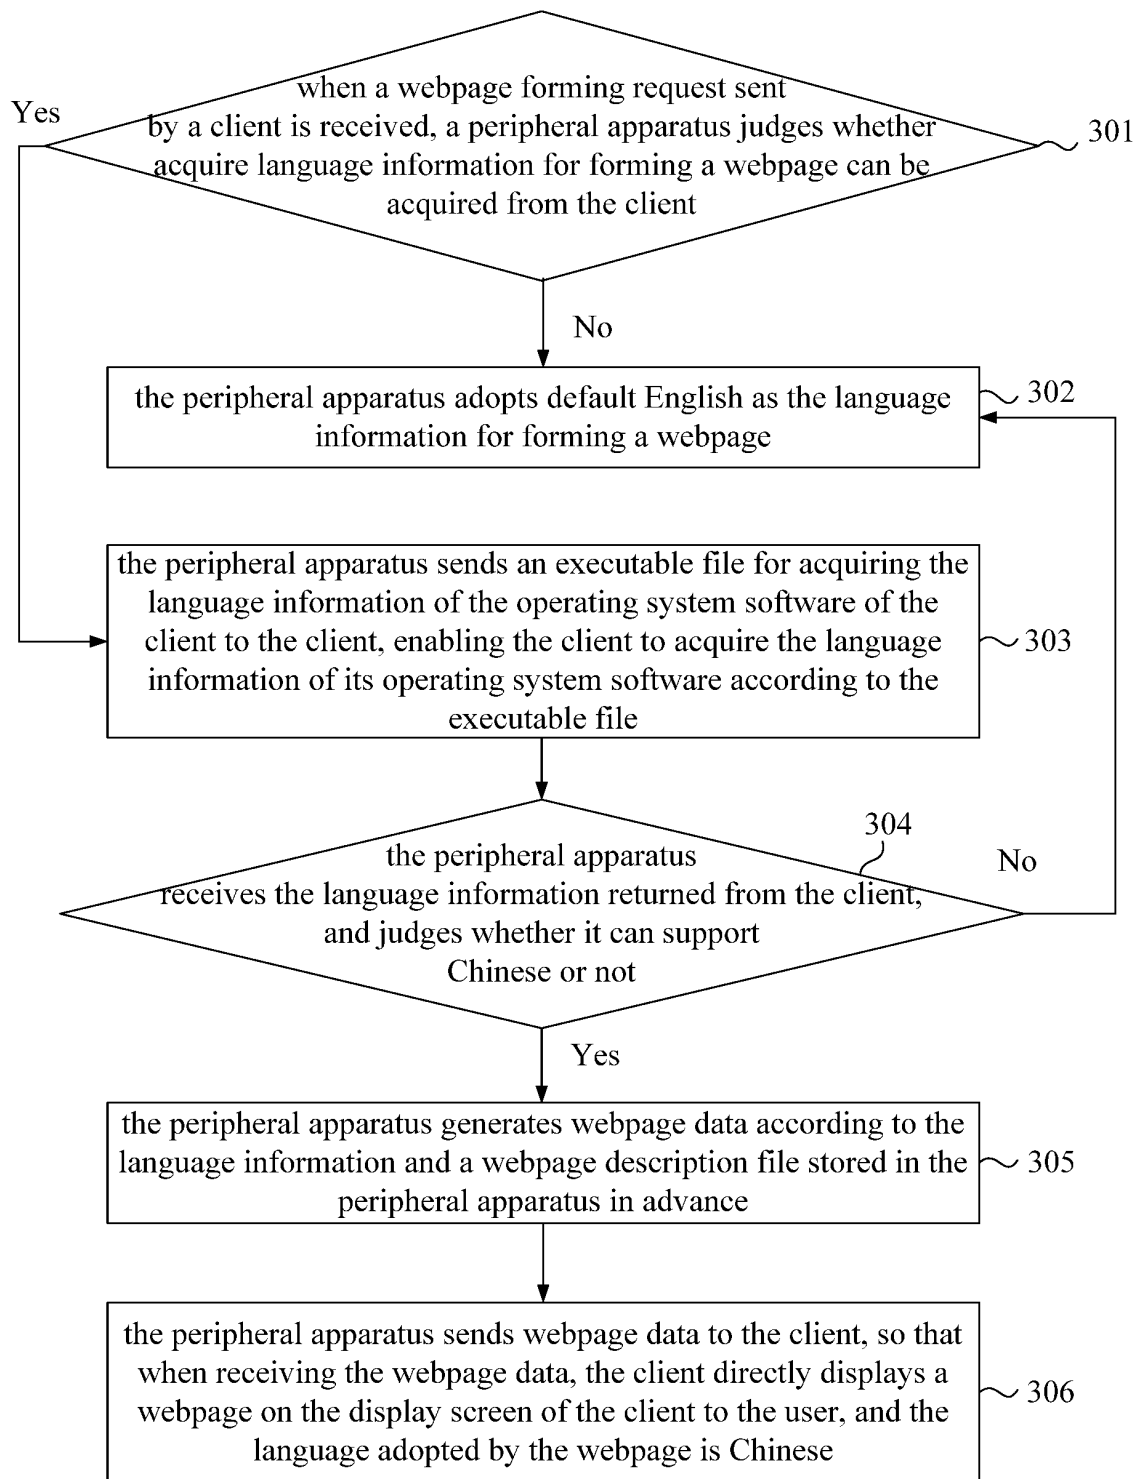 when a webpage forming request sent
by a client is received, a peripheral apparatus judges whether
acquire language information for forming a webpage can be
acquired from the client
Yes
301
No
the peripheral apparatus adopts default English as the language
information for forming a webpage
302
the peripheral apparatus sends an executable file for acquiring the
language information of the operating system software of the
client to the client, enabling the client to acquire the language
information of its operating system software according to the
executable file
303
the peripheral apparatus
receives the language information returned from the client,
and judges whether it can support
Chinese or not
304
No
Yes
the peripheral apparatus generates webpage data according to the
language information and a webpage description file stored in the
peripheral apparatus in advance
305
the peripheral apparatus sends webpage data to the client, so that
when receiving the webpage data, the client directly displays a
webpage on the display screen of the client to the user, and the
language adopted by the webpage is Chinese
306